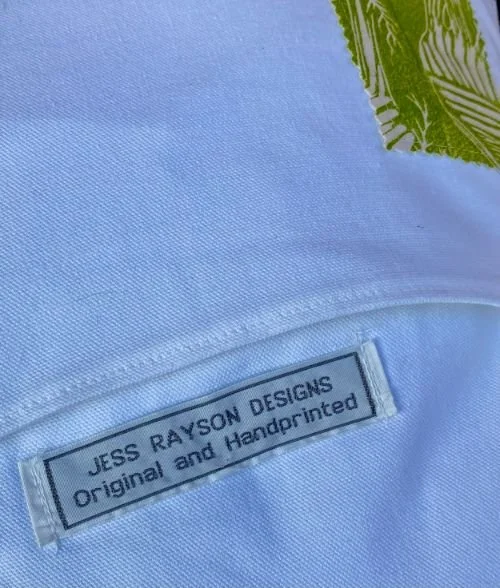 JESS RAYSON DESIGNS
Original and Handprinted